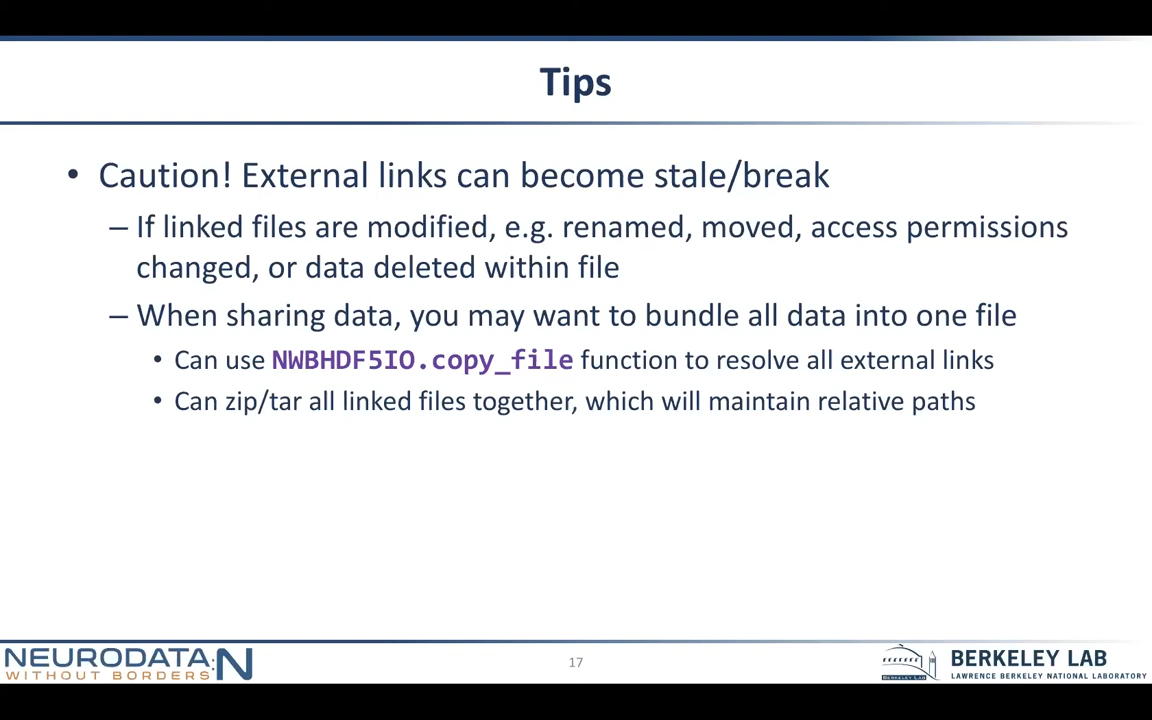 Tips
• Caution! External links can become stale/break
– If linked files are modified, e.g. renamed, moved, access permissions
changed, or data deleted within file
– When sharing data, you may want to bundle all data into one file
• Can use NWBHDF5IO.copy_file function to resolve all external links
• Can zip/tar all linked files together, which will maintain relative paths
NEURODATA
WITHOUT BORDERS
:N
17
BERKELEY LAB
LAWRENCE BERKELEY NATIONAL LABORATORY